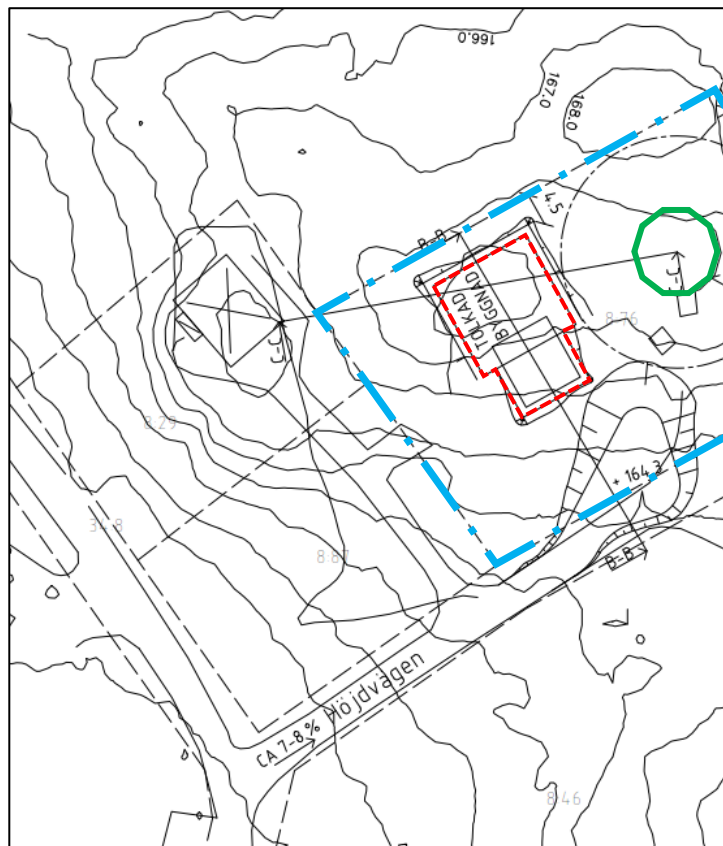 166.0
167.0
168.0
4.5
B-B
TOLKAD
BYGGNAD
C-C
C-C
8:76
8:29
+ 164.3
34:8
8:87
B-B
Höjdvägen
CA 7-8 %
8:46